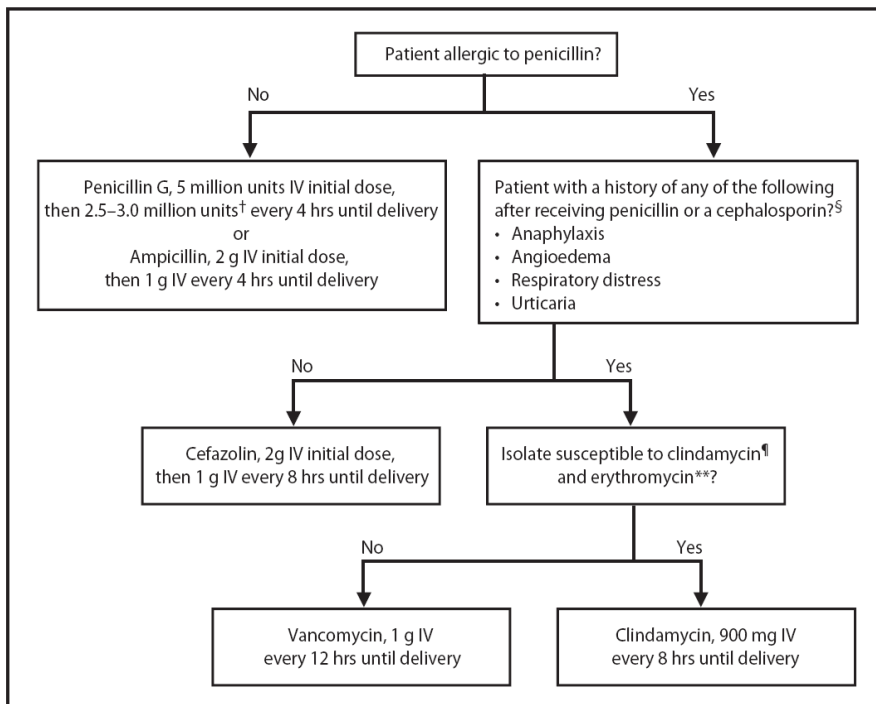 Patient allergic to penicillin?
No
Yes
Penicillin G, 5 million units IV initial dose,
then 2.5–3.0 million units† every 4 hrs until delivery
or
Ampicillin, 2 g IV initial dose,
then 1 g IV every 4 hrs until delivery
Patient with a history of any of the following
after receiving penicillin or a cephalosporin?§
• Anaphylaxis
• Angioedema
• Respiratory distress
• Urticaria
No
Yes
Cefazolin, 2g IV initial dose,
then 1 g IV every 8 hrs until delivery
Isolate susceptible to clindamycin¶
and erythromycin**?
No
Yes
Vancomycin, 1 g IV
every 12 hrs until delivery
Clindamycin, 900 mg IV
every 8 hrs until delivery